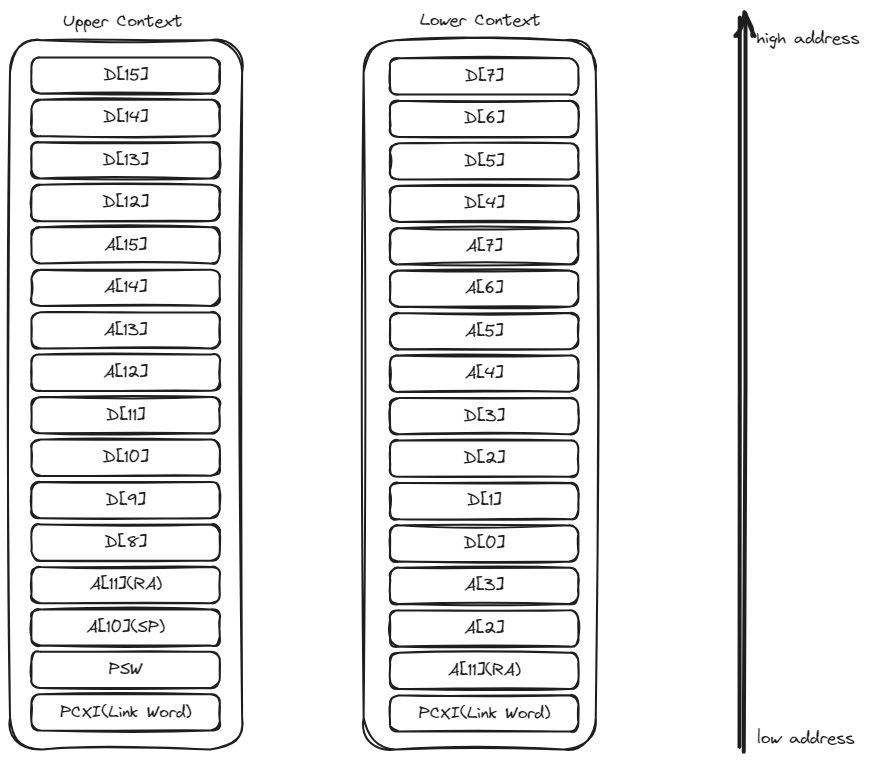 Upper Context
D[15]
D[14]
D[13]
D[12]
A[15]
A[14]
A[13]
A[12]
D[11]
D[10]
D[9]
D[8]
A[11](RA)
A[10](SP)
PSW
PCXI(Link Word)
Lower Context
D[7]
D[6]
D[5]
D[4]
A[7]
A[6]
A[5]
A[4]
D[3]
D[2]
D[1]
D[0]
A[3]
A[2]
A[11](RA)
PCXI(Link Word)
high address
low address